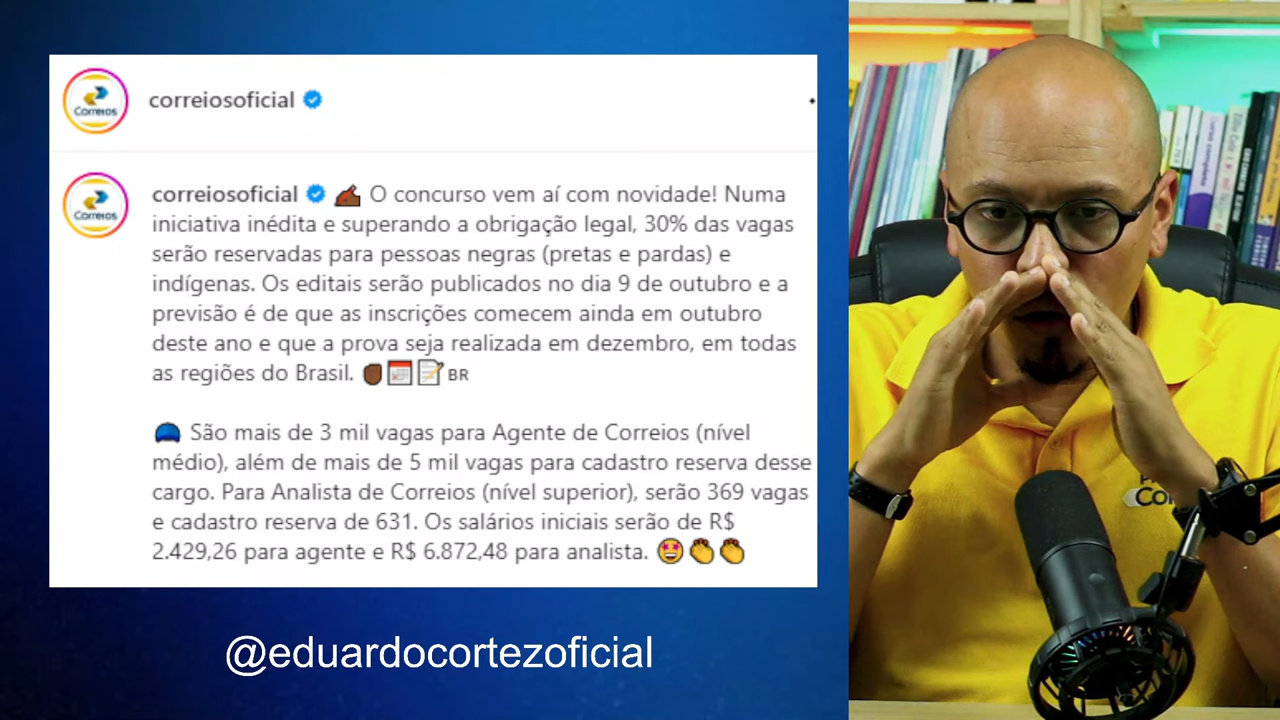 correiosoficial
Correios
correiosoficial ✍🏾 O concurso vem aí com novidade! Numa
Correios
iniciativa inédita e superando a obrigação legal, 30% das vagas
serão reservadas para pessoas negras (pretas e pardas) e
indígenas. Os editais serão publicados no dia 9 de outubro e a
previsão é de que as inscrições comecem ainda em outubro
deste ano e que a prova seja realizada em dezembro, em todas
as regiões do Brasil. ✊🏾📅📝 BR
🧢 São mais de 3 mil vagas para Agente de Correios (nível
médio), além de mais de 5 mil vagas para cadastro reserva desse
cargo. Para Analista de Correios (nível superior), serão 369 vagas
e cadastro reserva de 631. Os salários iniciais serão de R$
2.429,26 para agente e R$ 6.872,48 para analista. 🤩👏👏
@eduardocortezoficial